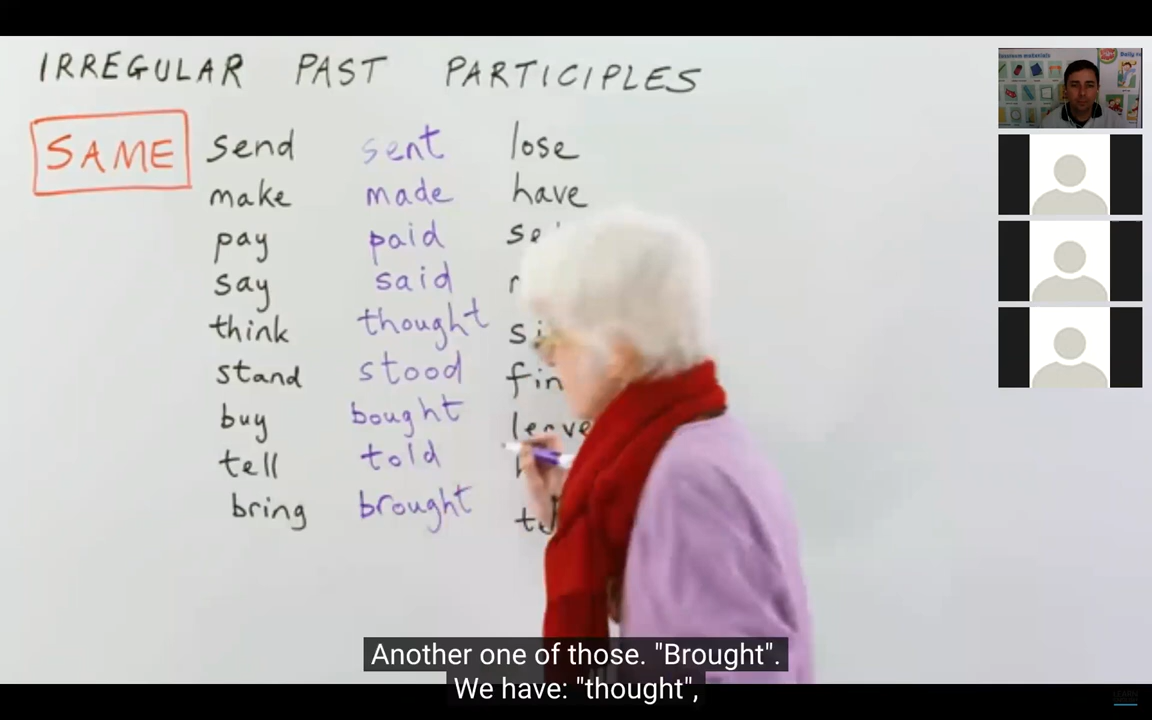 IRREGULAR PAST PARTICIPLES
SAME send sent lose
make made have
pay paid
say said
think thought
stand stood
buy bought leave
tell told
bring brought
Another one of those. "Brought".
We have: "thought",